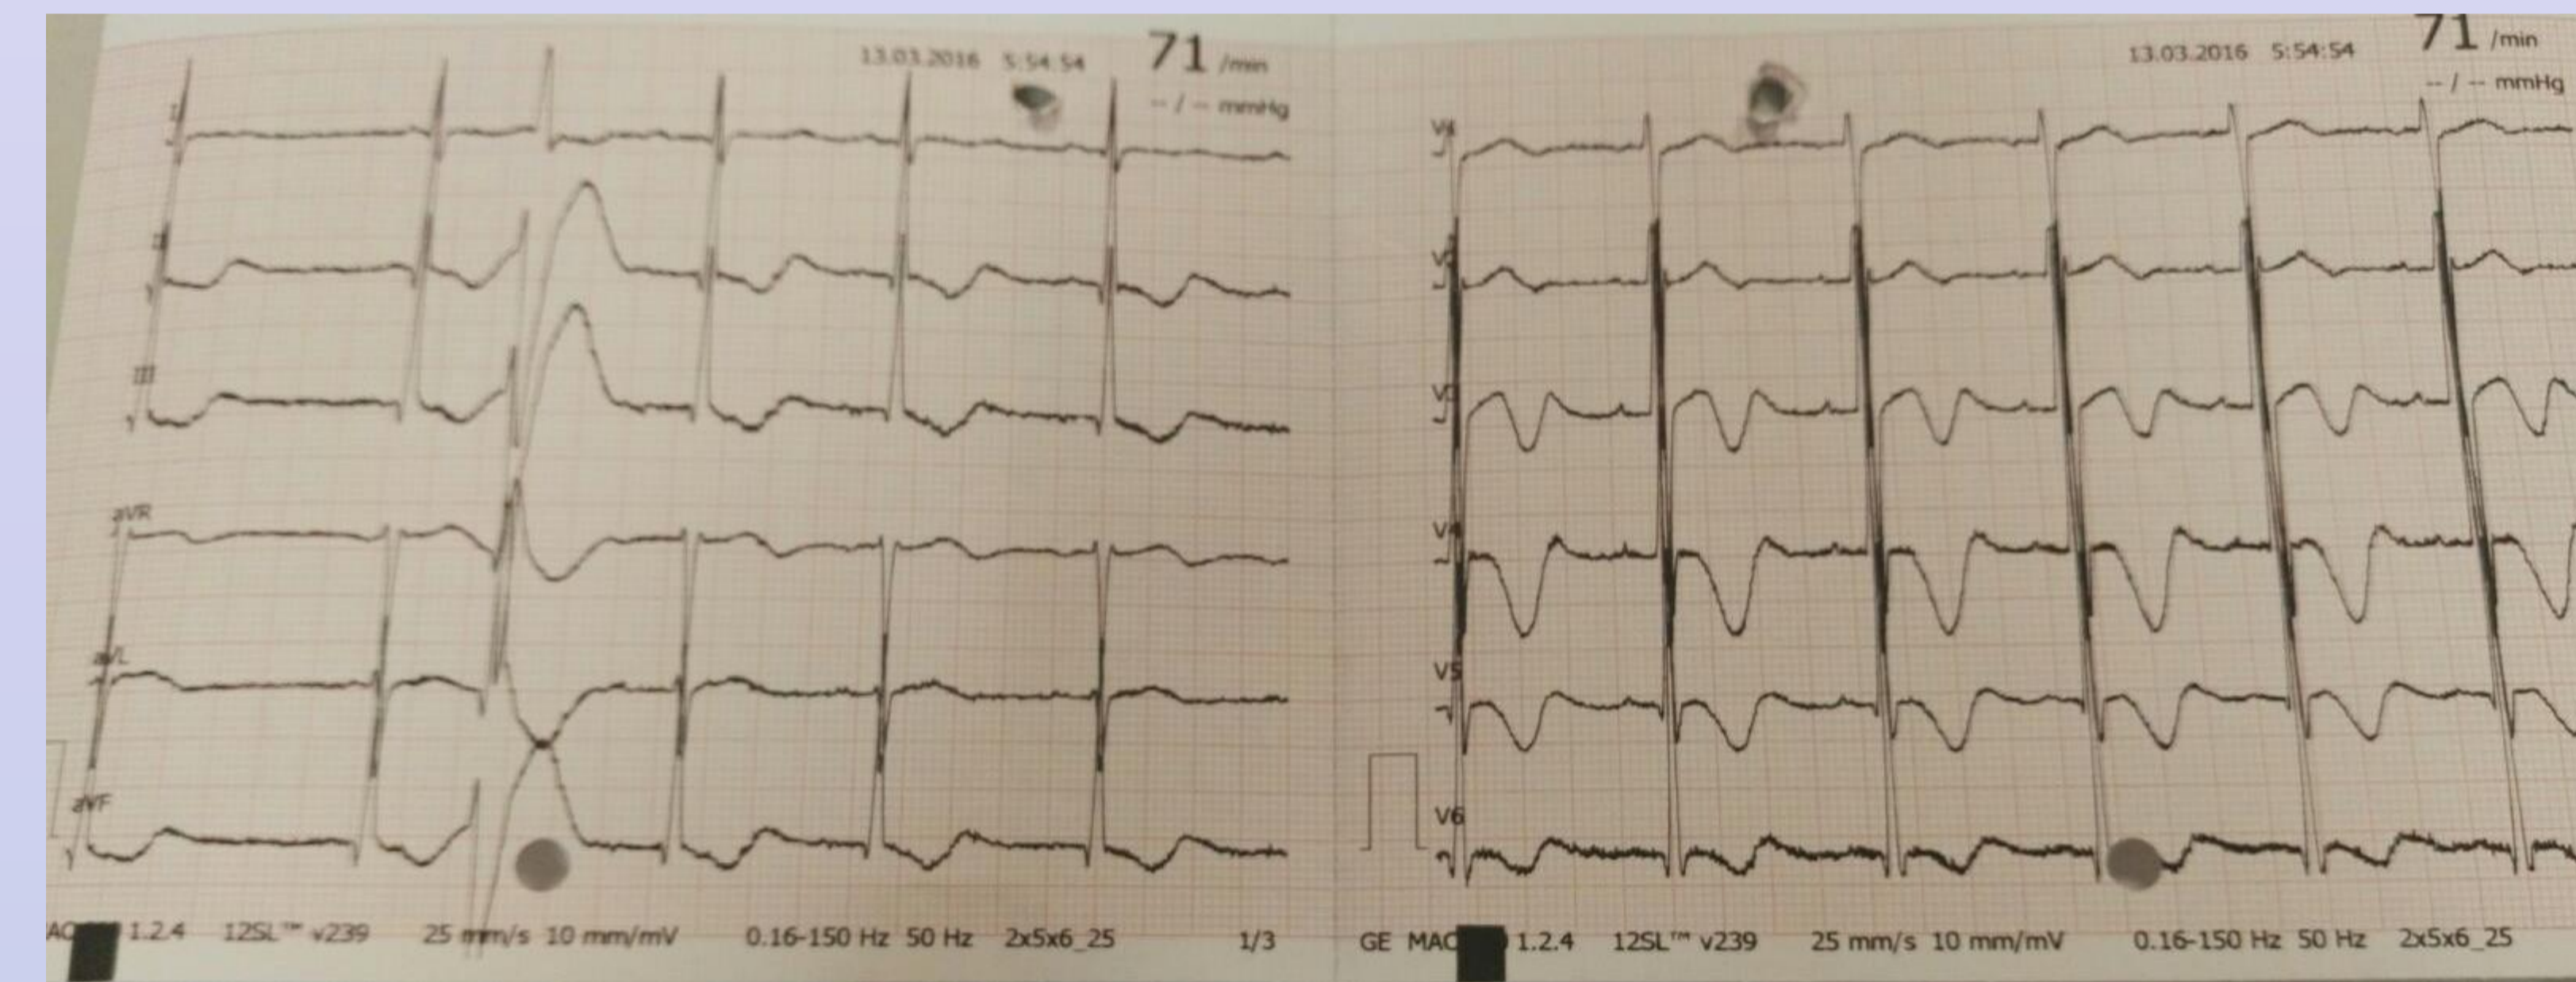 13.03.2016 5:54:54 71 /min
-- / -- mmHg
I
II
III
aVR
aVL
aVF
1.2.4 12SL™ v239 25 mm/s 10 mm/mV 0.16-150 Hz 50 Hz 2x5x6_25 1/3
13.03.2016 5:54:54 71 /min
-- / -- mmHg
V1
V2
V3
V4
V5
V6
GE MAC 1.2.4 12SL™ v239 25 mm/s 10 mm/mV 0.16-150 Hz 50 Hz 2x5x6_25